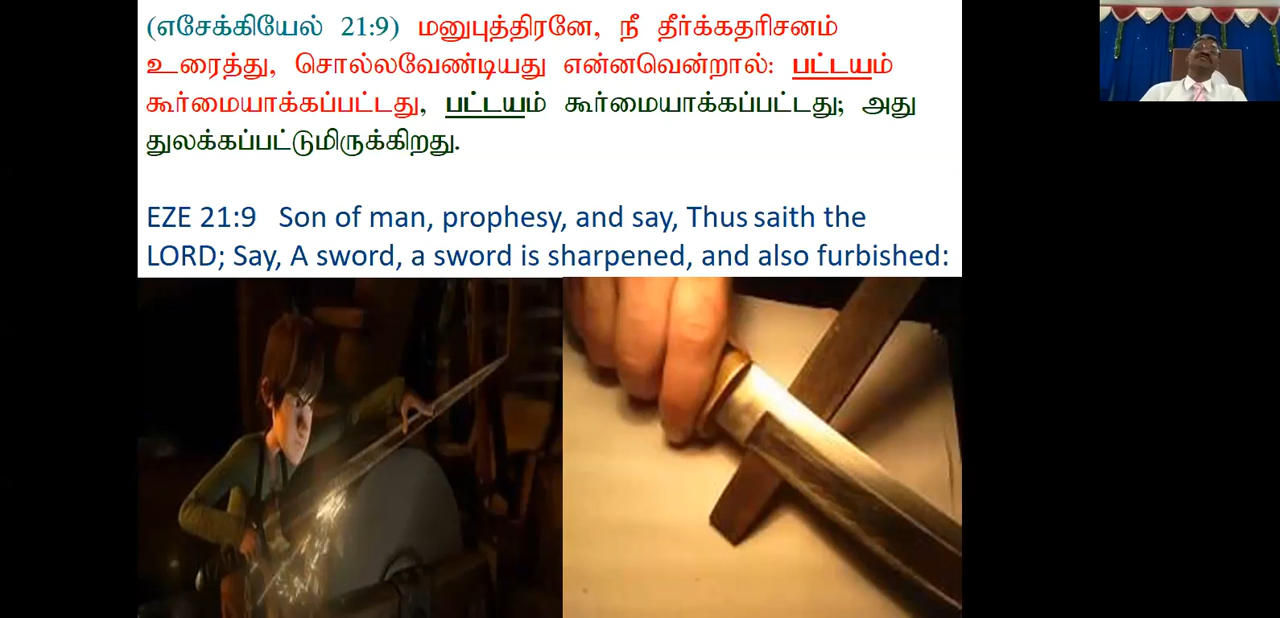 (எசேக்கியேல் 21:9) மனுபுத்திரனே, நீ தீர்க்கதரிசனம்
உரைத்து, சொல்லவேண்டியது என்னவென்றால்: பட்டயம்
கூர்மையாக்கப்பட்டது, பட்டயம் கூர்மையாக்கப்பட்டது; அது
துலக்கப்பட்டுமிருக்கிறது.
EZE 21:9 Son of man, prophesy, and say, Thus saith the
LORD; Say, A sword, a sword is sharpened, and also furbished: